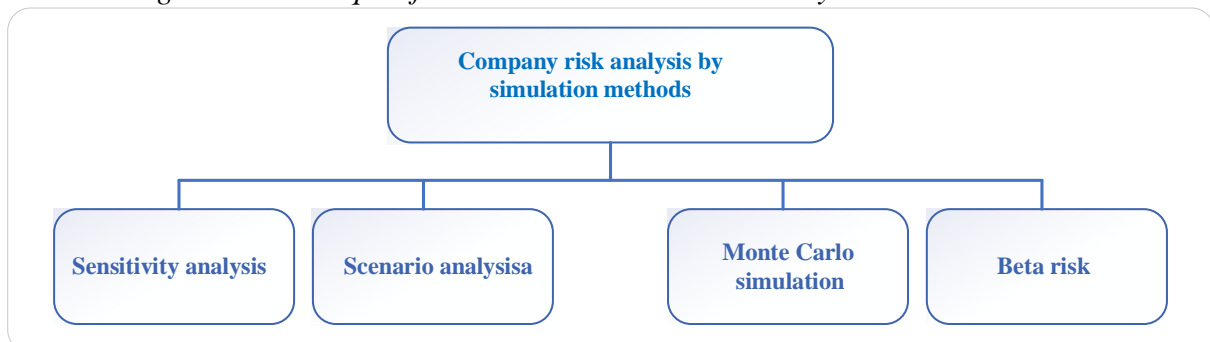 Company risk analysis by
simulation methods
Sensitivity analysis
Scenario analysisa
Monte Carlo
simulation
Beta risk